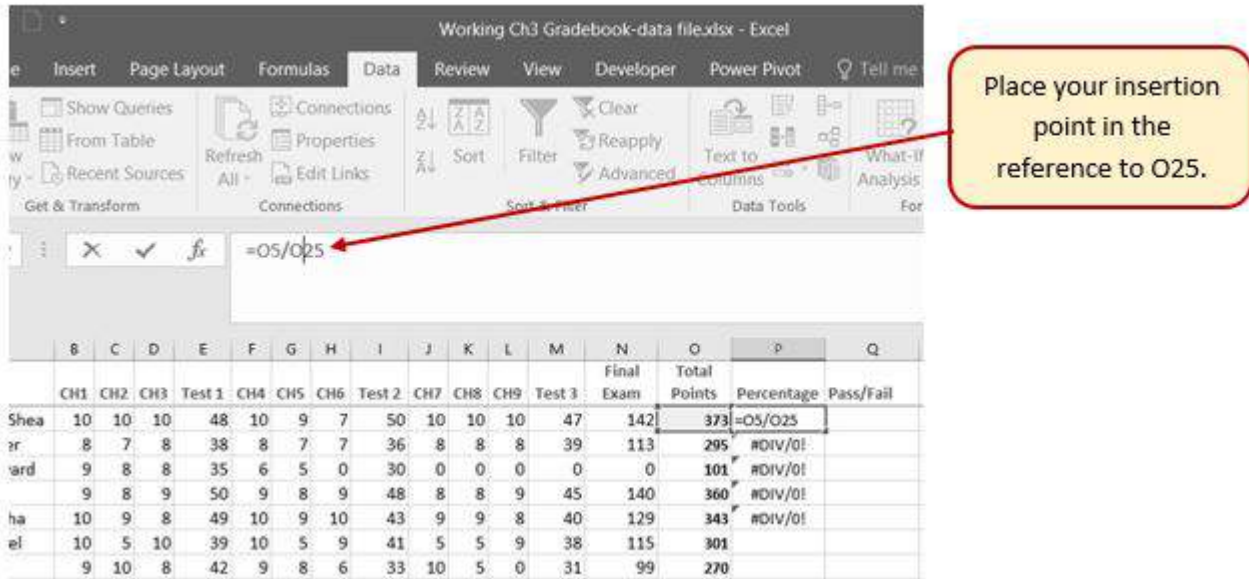 Working Ch3 Gradebook-data file.xlsx - Excel
e Insert Page Layout Formulas Data Review View Developer Power Pivot Tell me
Show Queries
From Table
Recent Sources
Get & Transform
Refresh
All
Connections
Properties
Edit Links
Connections
Sort
Filter
Clear
Reapply
Advanced
Sort & Filter
Text to
Columns
Data Tools
What-If
Analysis
For
Place your insertion
point in the
reference to O25.
fx =O5/O25
B C D E F G H I J K L M N O P Q
Final Total
CH1 CH2 CH3 Test 1 CH4 CH5 CH6 Test 2 CH7 CH8 CH9 Test 3 Exam Points Percentage Pass/Fail
Shea 10 10 10 48 10 9 7 50 10 10 10 47 142 373 =O5/O25
er 8 7 8 38 8 7 7 36 8 8 8 39 113 295 #DIV/0!
ard 9 8 8 35 6 5 0 30 0 0 0 0 0 101 #DIV/0!
9 8 9 50 9 8 9 48 8 8 9 45 140 360 #DIV/0!
ha 10 9 8 49 10 9 10 43 9 9 8 40 129 343 #DIV/0!
el 10 5 10 39 10 5 9 41 5 5 9 38 115 301
9 10 8 42 9 8 6 33 10 5 0 31 99 270